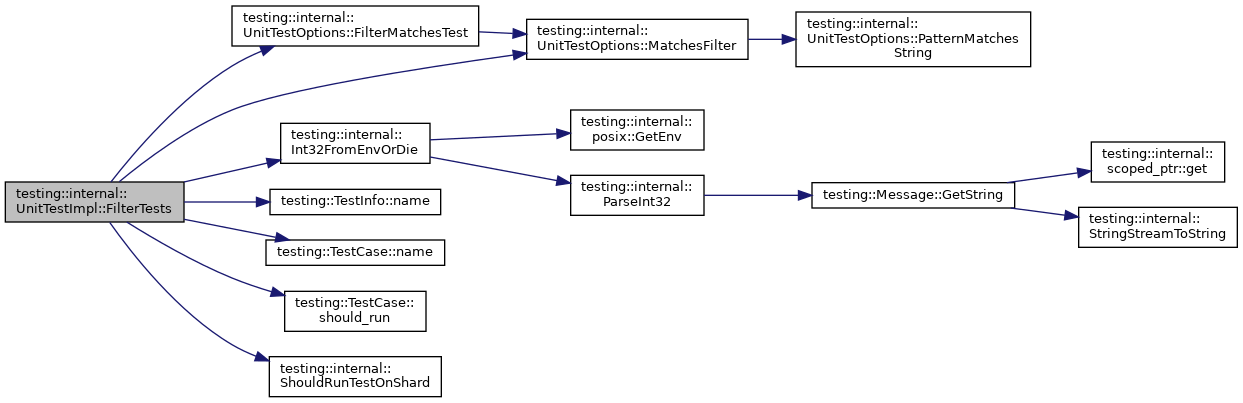 testing::internal::
UnitTestImpl::FilterTests
testing::internal::
UnitTestOptions::FilterMatchesTest
testing::internal::
UnitTestOptions::MatchesFilter
testing::internal::
UnitTestOptions::PatternMatches
String
testing::internal::
Int32FromEnvOrDie
testing::internal::
posix::GetEnv
testing::internal::
ParseInt32
testing::Message::GetString
testing::internal::
scoped_ptr::get
testing::internal::
StringStreamToString
testing::TestInfo::name
testing::TestCase::name
testing::TestCase::
should_run
testing::internal::
ShouldRunTestOnShard